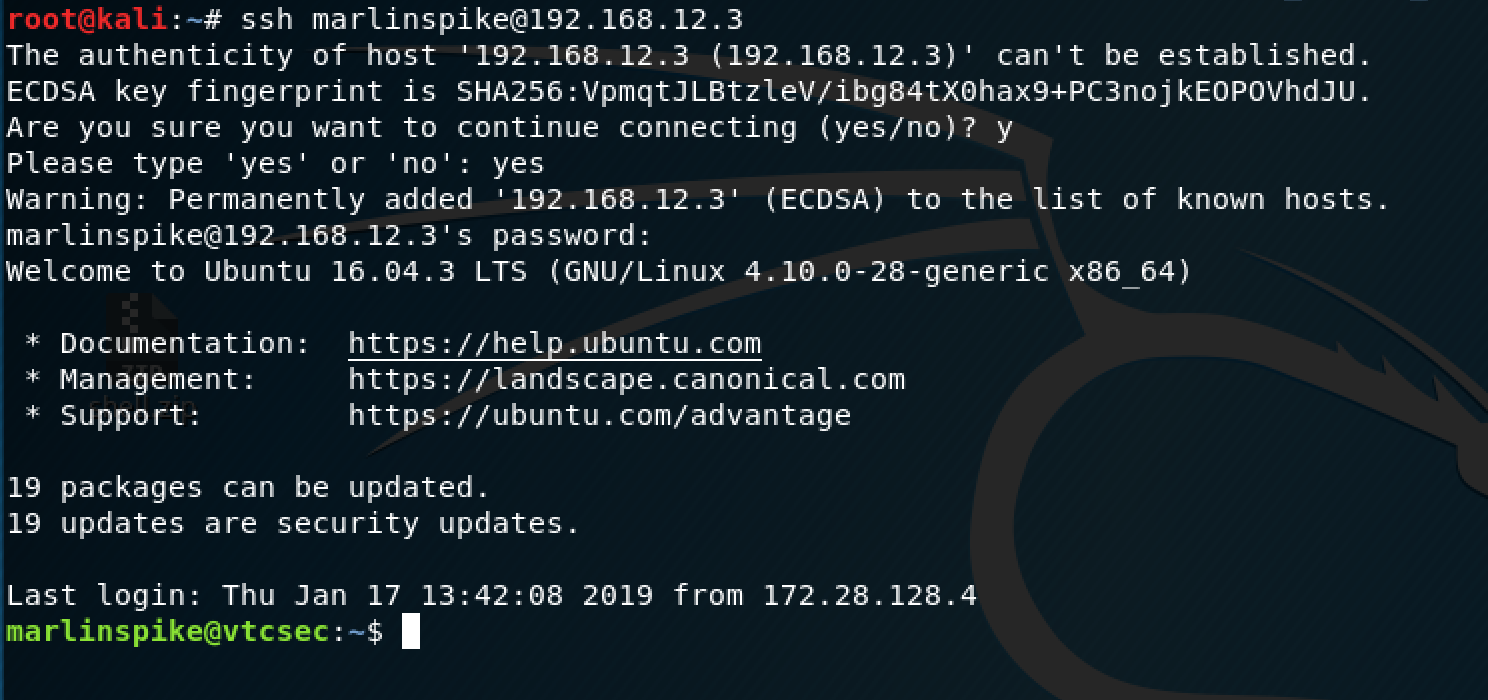 root@kali:~# ssh marlinspike@192.168.12.3
The authenticity of host '192.168.12.3 (192.168.12.3)' can't be established.
ECDSA key fingerprint is SHA256:VpmqtJLBtzleV/ibg84tX0hax9+PC3nojkEOPOVhdJU.
Are you sure you want to continue connecting (yes/no)? y
Please type 'yes' or 'no': yes
Warning: Permanently added '192.168.12.3' (ECDSA) to the list of known hosts.
marlinspike@192.168.12.3's password:
Welcome to Ubuntu 16.04.3 LTS (GNU/Linux 4.10.0-28-generic x86_64)
* Documentation: https://help.ubuntu.com
* Management: https://landscape.canonical.com
* Support: https://ubuntu.com/advantage
ZIP
shell.zip
19 packages can be updated.
19 updates are security updates.
Last login: Thu Jan 17 13:42:08 2019 from 172.28.128.4
marlinspike@vtcsec:~$